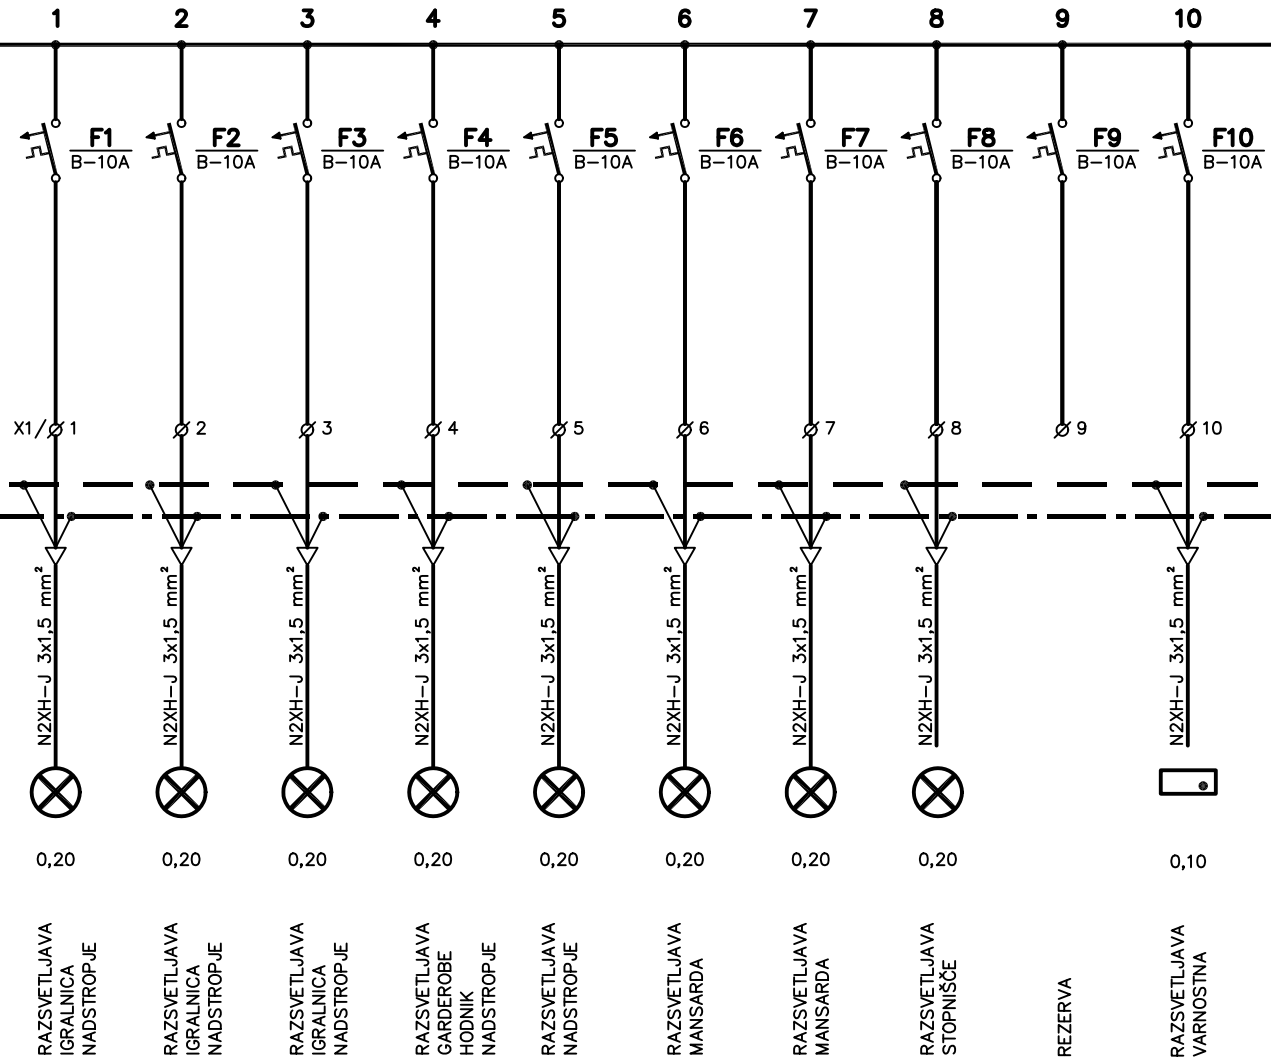 1 2 3 4 5 6 7 8 9 10
F1 F2 F3 F4 F5 F6 F7 F8 F9 F10
B-10A B-10A B-10A B-10A B-10A B-10A B-10A B-10A B-10A B-10A
X1/ 1 2 3 4 5 6 7 8 9 10
N2XH-J 3x1,5 mm²
N2XH-J 3x1,5 mm²
N2XH-J 3x1,5 mm²
N2XH-J 3x1,5 mm²
N2XH-J 3x1,5 mm²
N2XH-J 3x1,5 mm²
N2XH-J 3x1,5 mm²
N2XH-J 3x1,5 mm²
N2XH-J 3x1,5 mm²
0,20 0,20 0,20 0,20 0,20 0,20 0,20 0,20 0,10
RAZSVETLJAVA
IGRALNICA
NADSTROPJE
RAZSVETLJAVA
IGRALNICA
NADSTROPJE
RAZSVETLJAVA
IGRALNICA
NADSTROPJE
RAZSVETLJAVA
GARDEROBE
HODNIK
NADSTROPJE
RAZSVETLJAVA
NADSTROPJE
RAZSVETLJAVA
MANSARDA
RAZSVETLJAVA
MANSARDA
RAZSVETLJAVA
STOPNIŠČE
REZERVA
RAZSVETLJAVA
VARNOSTNA